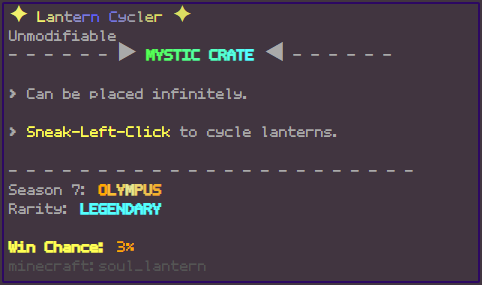 ✦ Lantern Cycler ✦
Unmodifiable
- - - - - - ▶ MYSTIC CRATE ◀ - - - - - -
> Can be placed infinitely.
> Sneak-Left-Click to cycle lanterns.
- - - - - - - - - - - - - - - - - - - - - - - -
Season 7: OLYMPUS
Rarity: LEGENDARY
Win Chance: 3%
minecraft:soul_lantern